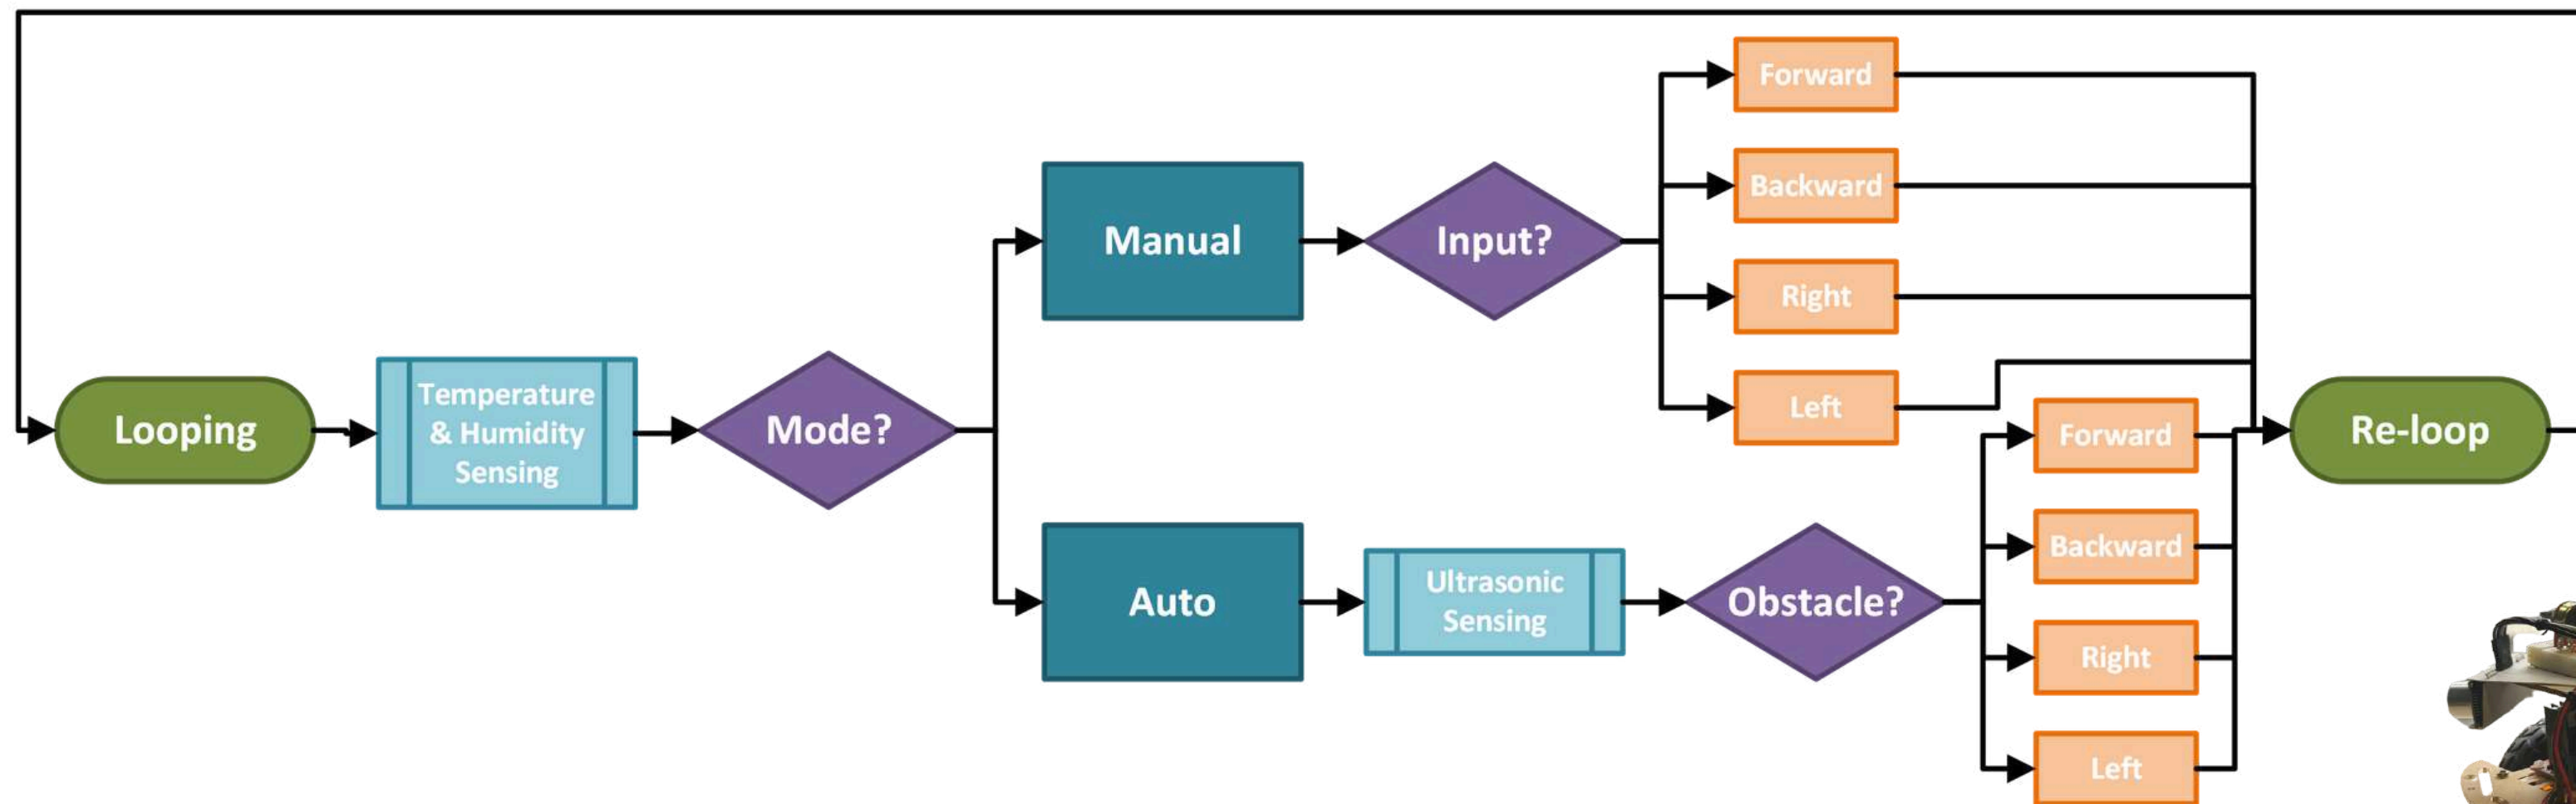 Looping
Temperature
& Humidity
Sensing
Mode?
Manual
Input?
Forward
Backward
Right
Left
Auto
Ultrasonic
Sensing
Obstacle?
Forward
Backward
Right
Left
Re-loop